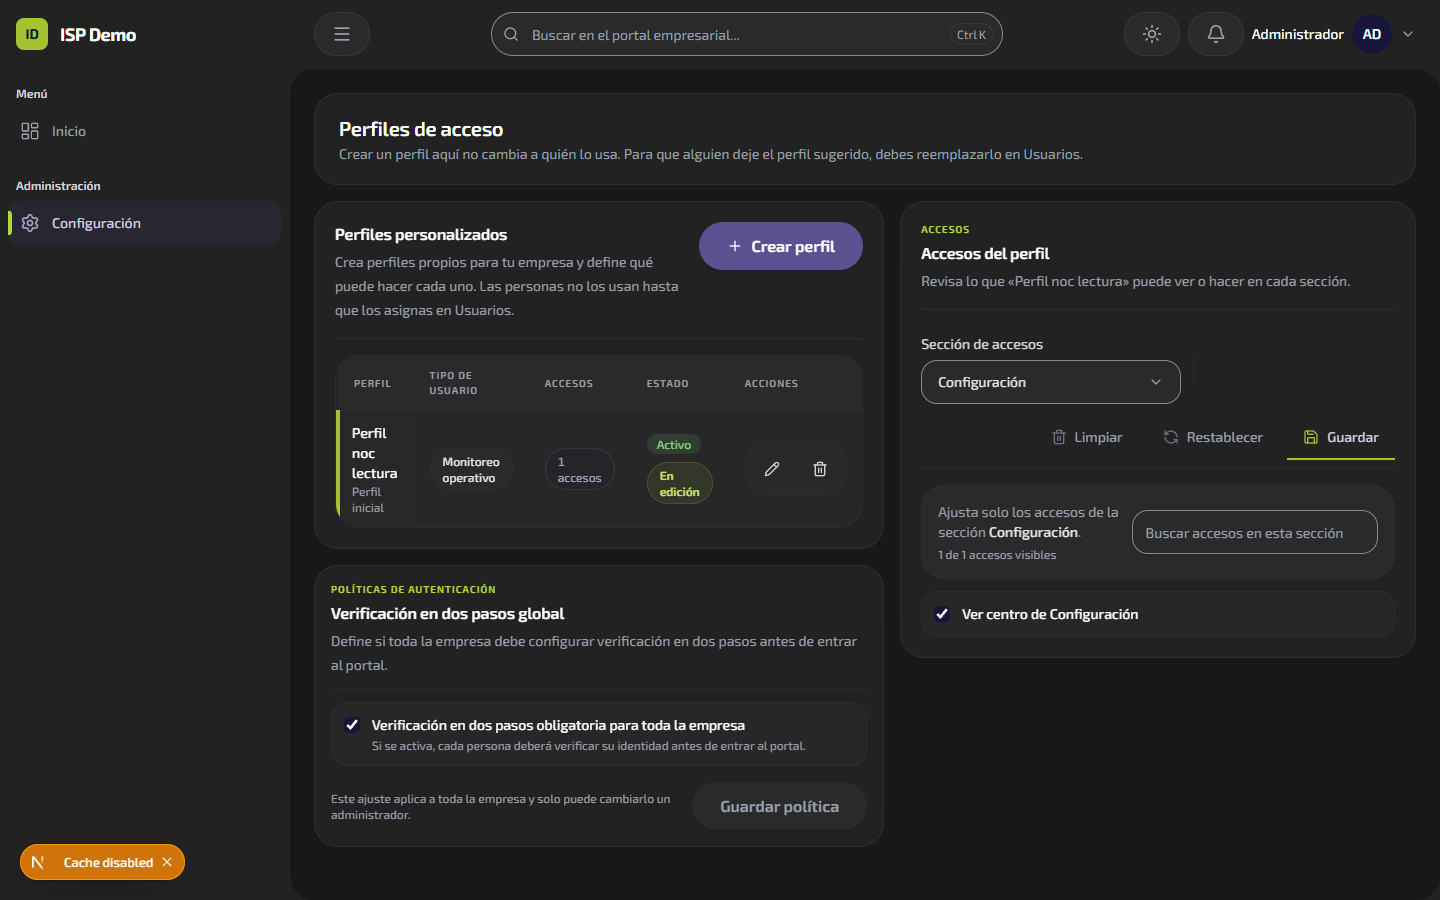 ID ISP Demo
Buscar en el portal empresarial...
Ctrl K
Administrador
AD
Menú
Inicio
Administración
Configuración
Perfiles de acceso
Crear un perfil aquí no cambia a quién lo usa. Para que alguien deje el perfil sugerido, debes reemplazarlo en Usuarios.
Perfiles personalizados
Crea perfiles propios para tu empresa y define qué
puede hacer cada uno. Las personas no los usan hasta
que los asignas en Usuarios.
Crear perfil
PERFIL
TIPO DE
USUARIO
ACCESOS
ESTADO
ACCIONES
Perfil
noc
lectura
Perfil
inicial
Monitoreo
operativo
1
accesos
Activo
En
edición
POLÍTICAS DE AUTENTICACIÓN
Verificación en dos pasos global
Define si toda la empresa debe configurar verificación en dos pasos antes de entrar
al portal.
Verificación en dos pasos obligatoria para toda la empresa
Si se activa, cada persona deberá verificar su identidad antes de entrar al portal.
Este ajuste aplica a toda la empresa y solo puede cambiarlo un
administrador.
Guardar política
ACCESOS
Accesos del perfil
Revisa lo que «Perfil noc lectura» puede ver o hacer en cada sección.
Sección de accesos
Configuración
Limpiar
Restablecer
Guardar
Ajusta solo los accesos de la
sección Configuración.
1 de 1 accesos visibles
Buscar accesos en esta sección
Ver centro de Configuración
Cache disabled